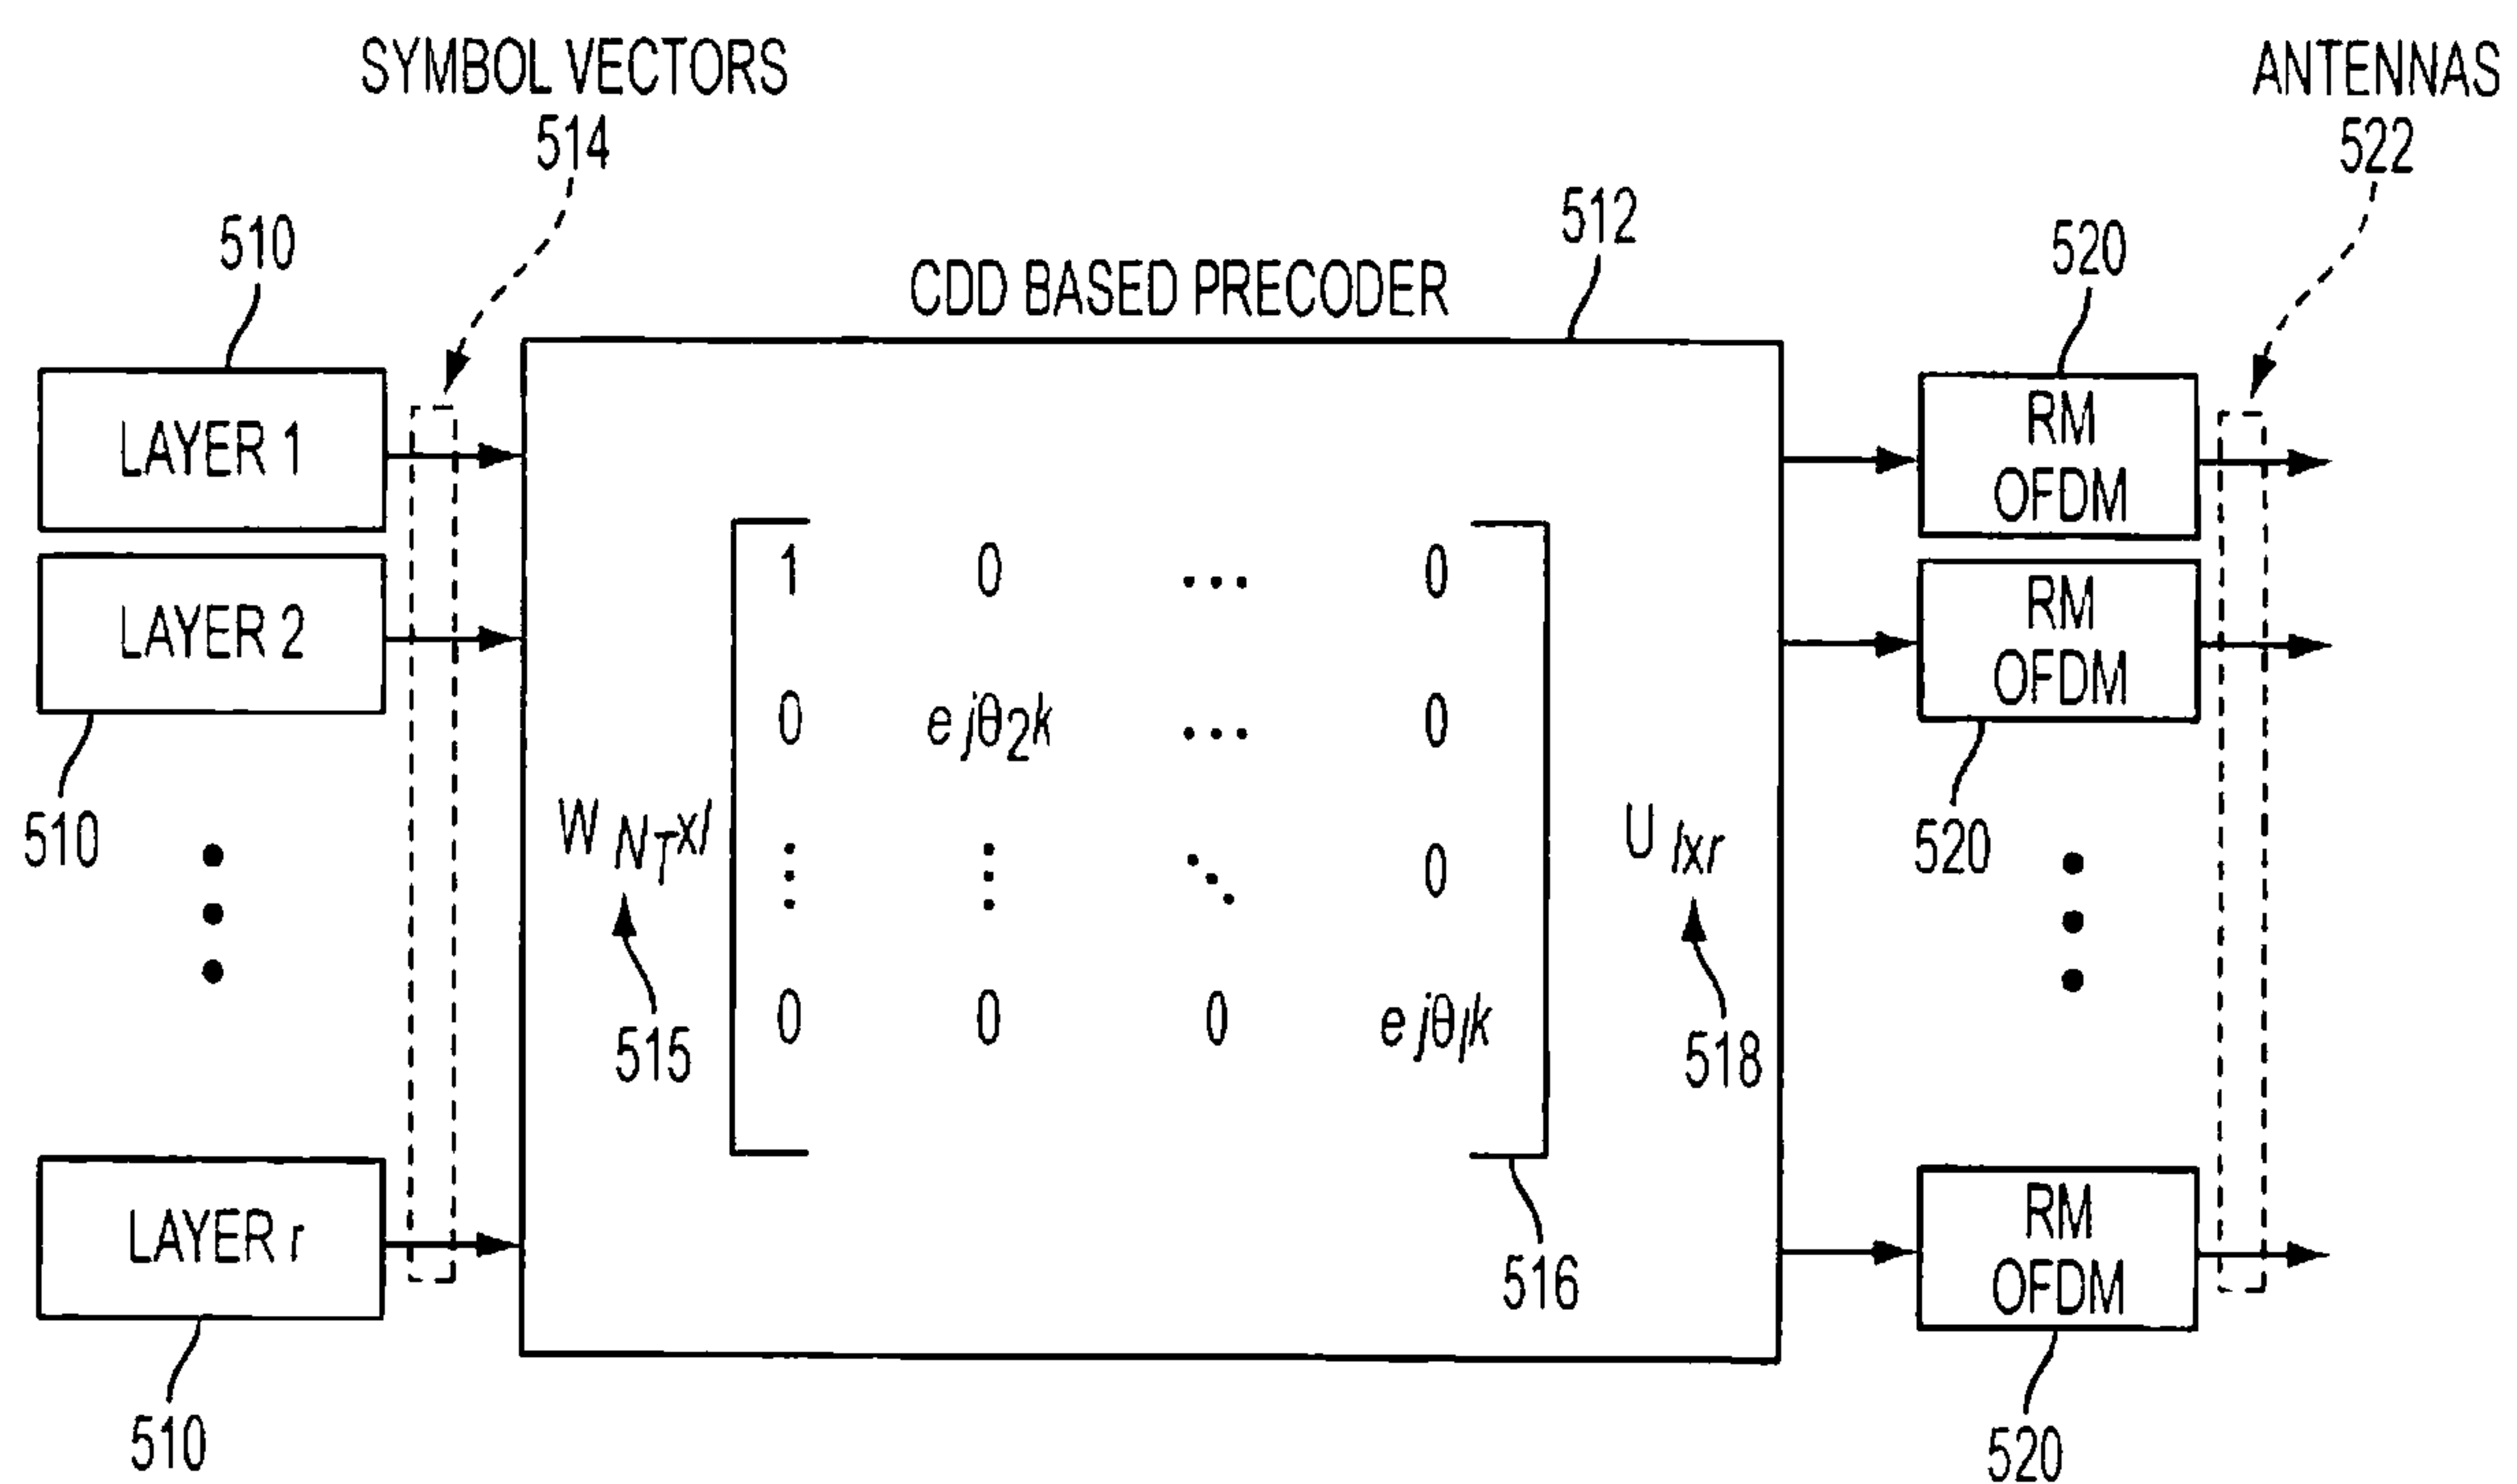 SYMBOL VECTORS
514
ANTENNAS
522
510
512
520
CDD BASED PRECODER
LAYER 1
RM
OFDM
LAYER 2
RM
OFDM
510
520
1 0 ... 0
0 e jθ2k ... 0
W NTxl
U lxr
⋮ ⋮ ⋱ 0
0 0 0 e jθlk
515
518
LAYER r
RM
OFDM
516
510
520